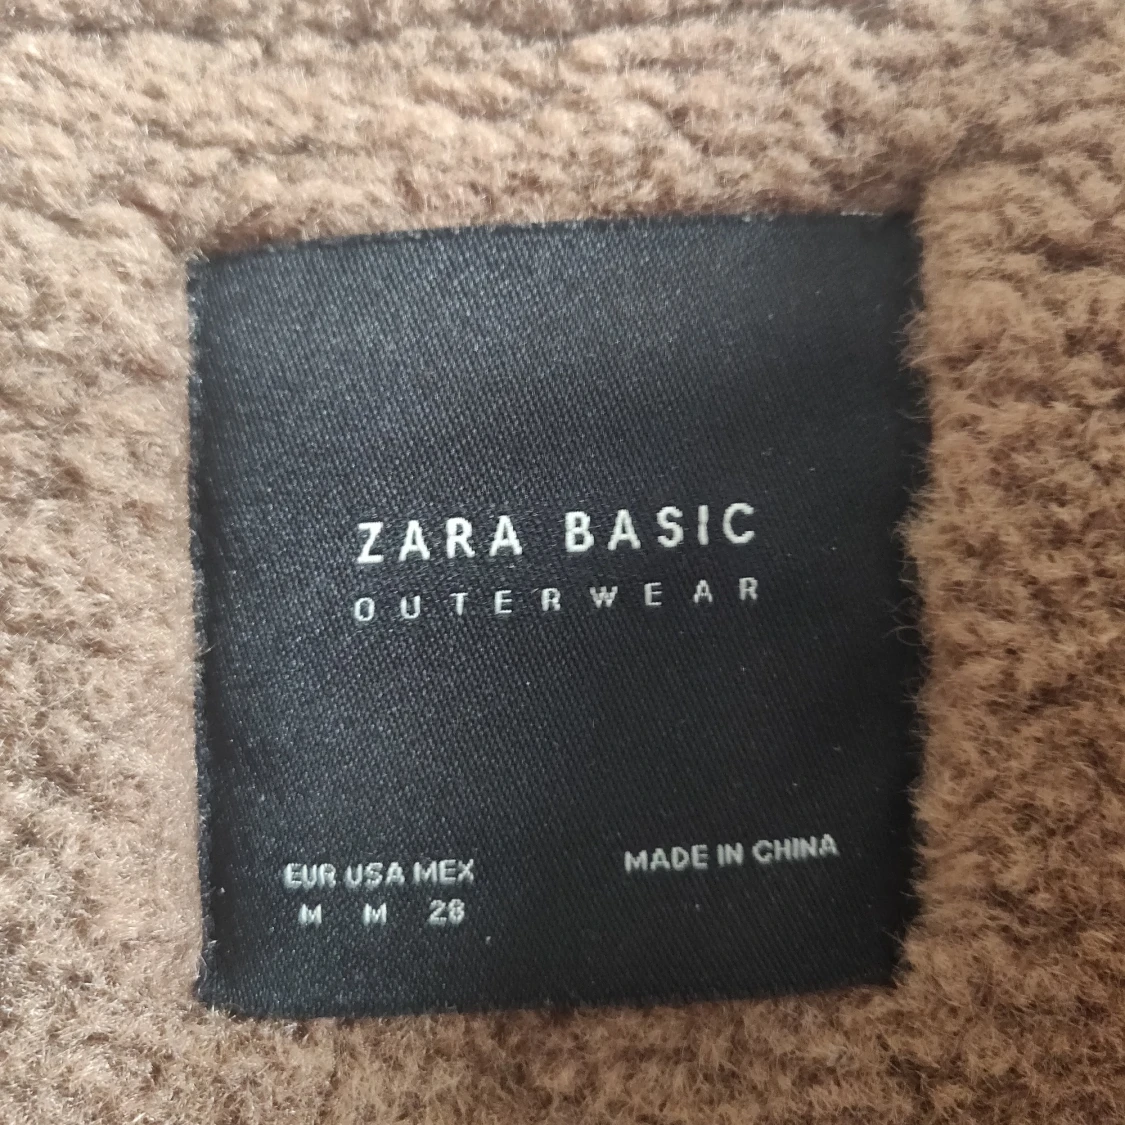 ZARA BASIC
OUTERWEAR
EUR USA MEX
M M 28
MADE IN CHINA